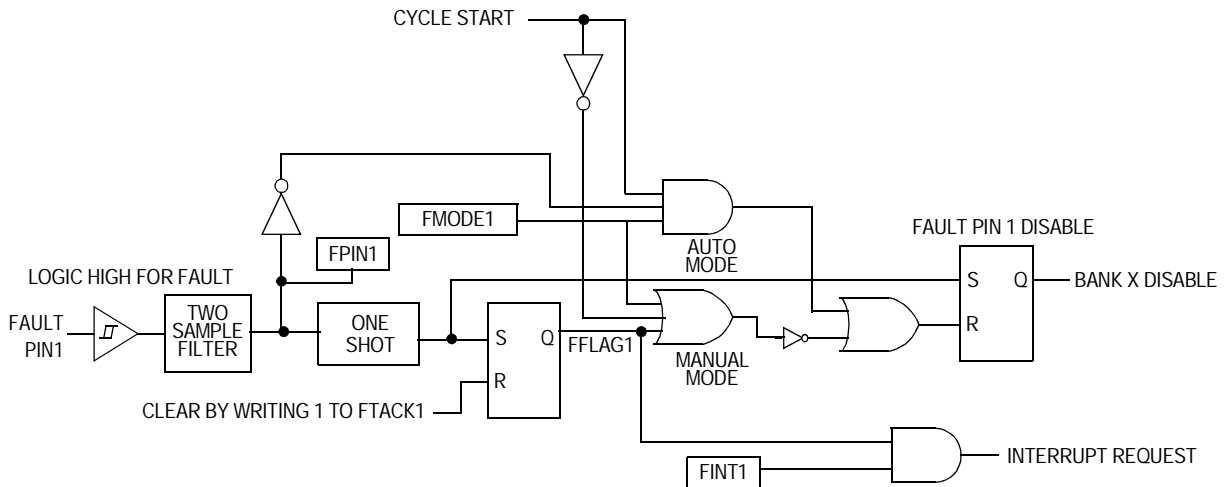 CYCLE START
FMODE1
AUTO
MODE
FAULT PIN 1 DISABLE
FPIN1
LOGIC HIGH FOR FAULT
S
Q
BANK X DISABLE
R
FAULT
PIN1
TWO
SAMPLE
FILTER
ONE
SHOT
S
Q
R
FFLAG1
MANUAL
MODE
CLEAR BY WRITING 1 TO FTACK1
INTERRUPT REQUEST
FINT1